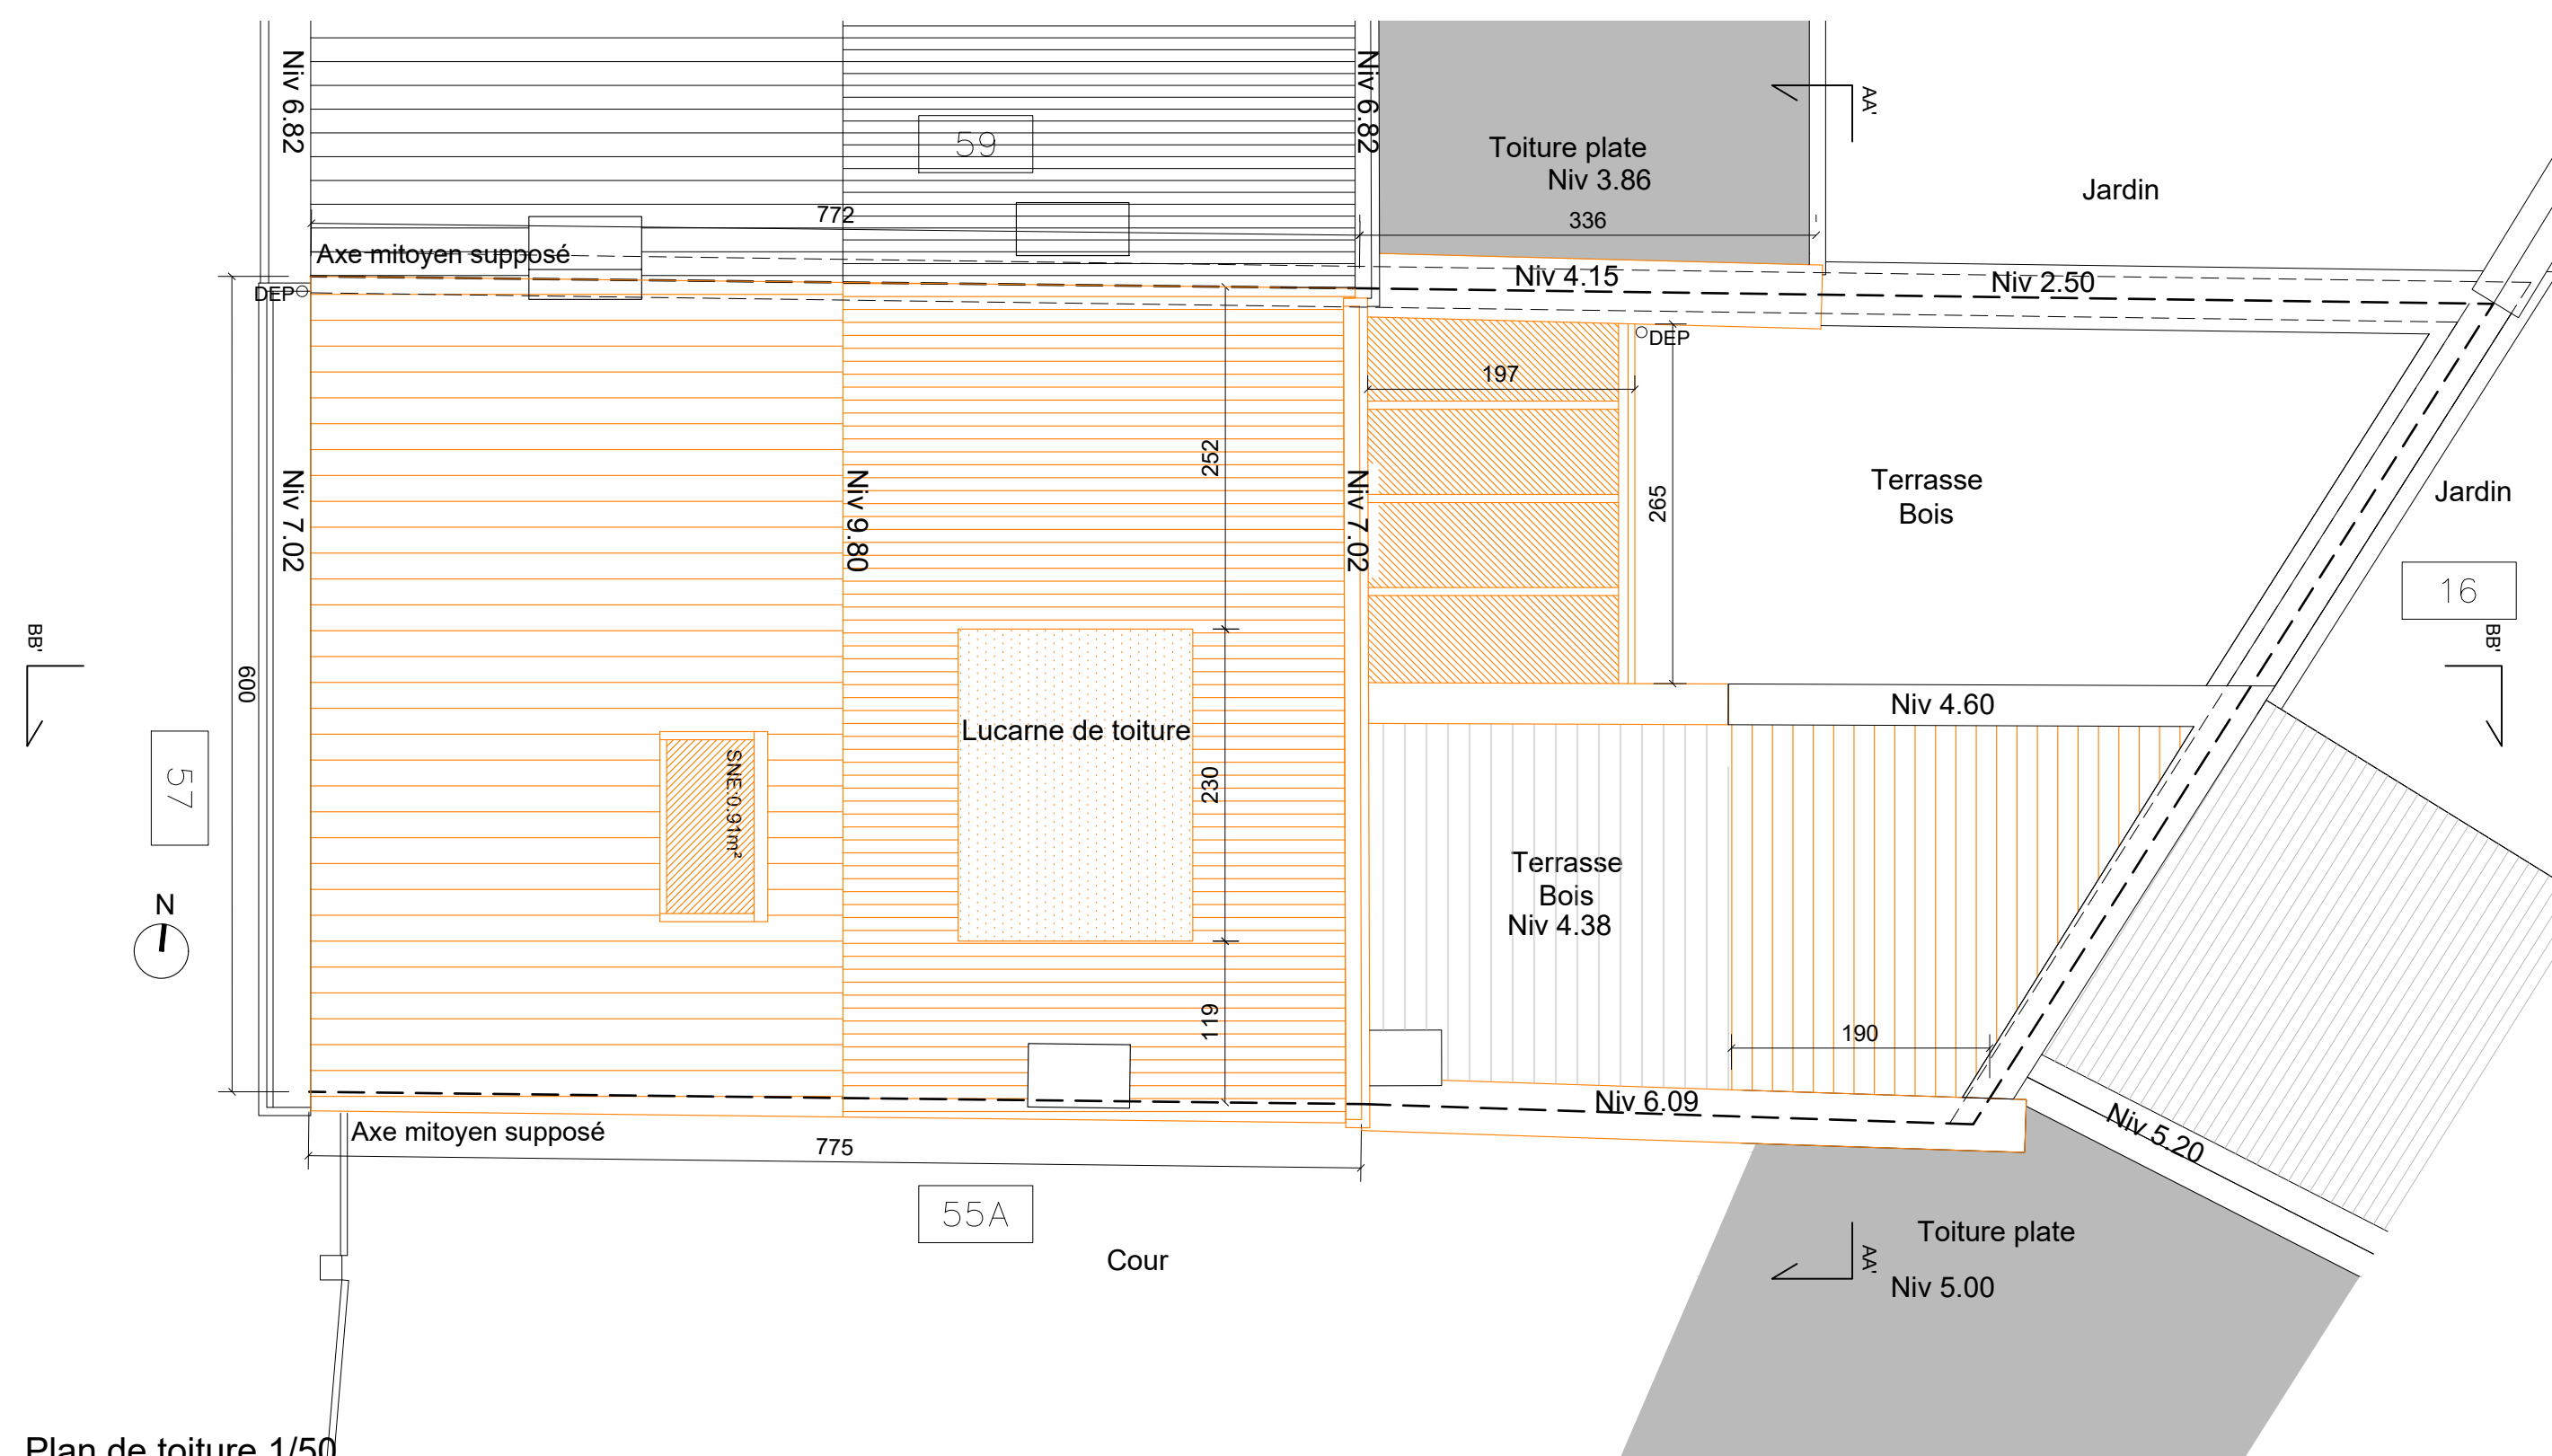 Niv 6.82
Niv 6.82
59
Toiture plate
Niv 3.86
AA'
Jardin
772
336
Axe mitoyen supposé
Niv 4.15
Niv 2.50
DEP
DEP
197
252
265
Niv 7.02
Niv 9.80
Niv 7.02
Terrasse
Bois
Jardin
16
BB'
BB'
600
Niv 4.60
Lucarne de toiture
SNE:0.91m²
230
57
Terrasse
Bois
Niv 4.38
N
119
190
Niv 6.09
Axe mitoyen supposé
775
Niv 5.20
55A
Cour
Toiture plate
AA'
Niv 5.00
Plan de toiture 1/50